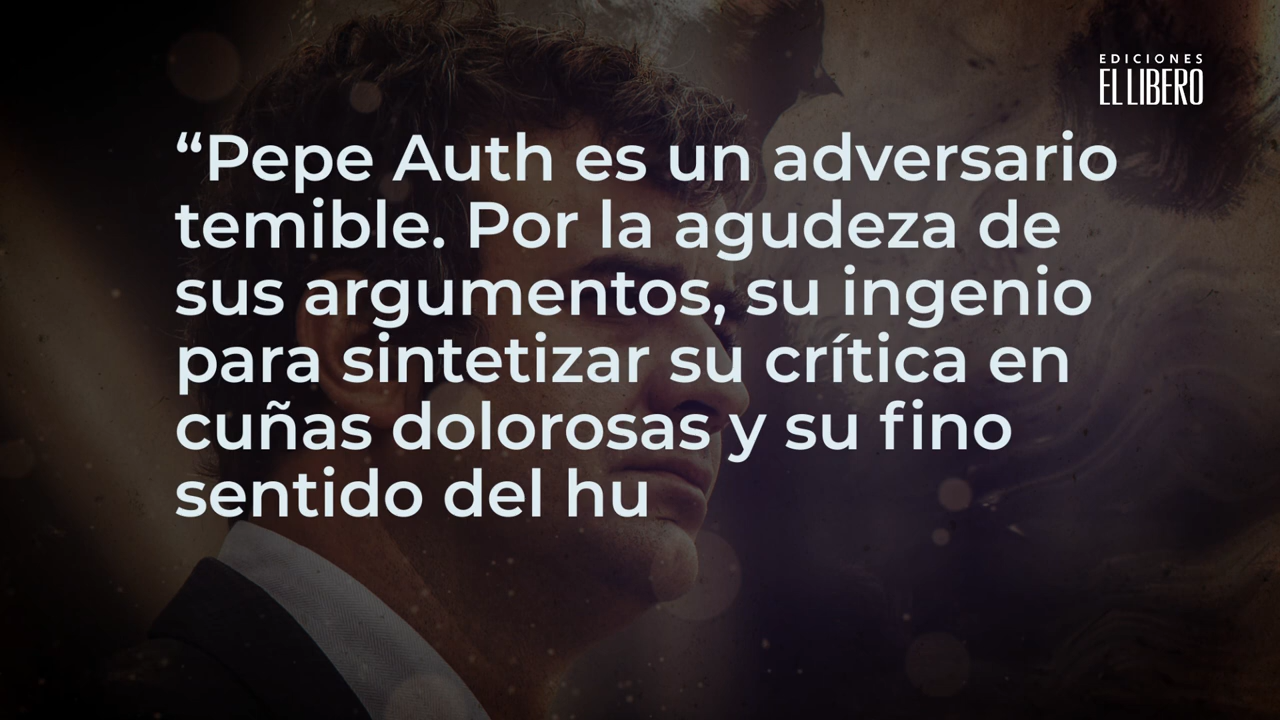 EDICIONES
EL LIBERO
“Pepe Auth es un adversario
temible. Por la agudeza de
sus argumentos, su ingenio
para sintetizar su crítica en
cuñas dolorosas y su fino
sentido del hu